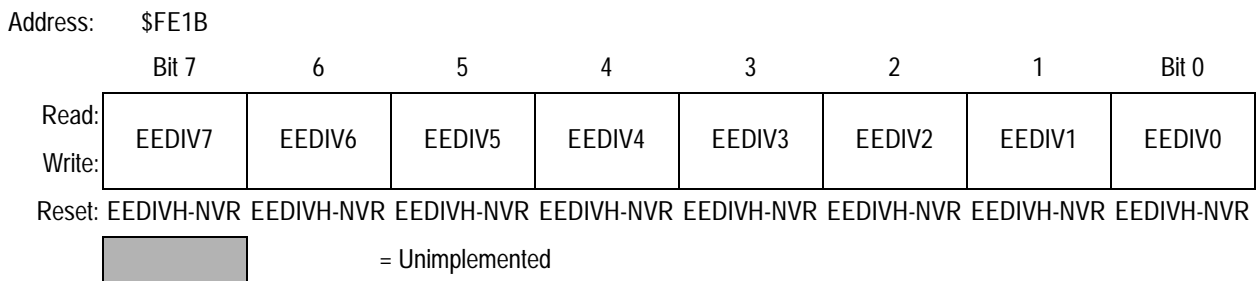 Address: $FE1B
Bit 7 6 5 4 3 2 1 Bit 0
Read:
EEDIV7 EEDIV6 EEDIV5 EEDIV4 EEDIV3 EEDIV2 EEDIV1 EEDIV0
Write:
Reset: EEDIVH-NVR EEDIVH-NVR EEDIVH-NVR EEDIVH-NVR EEDIVH-NVR EEDIVH-NVR EEDIVH-NVR EEDIVH-NVR
= Unimplemented